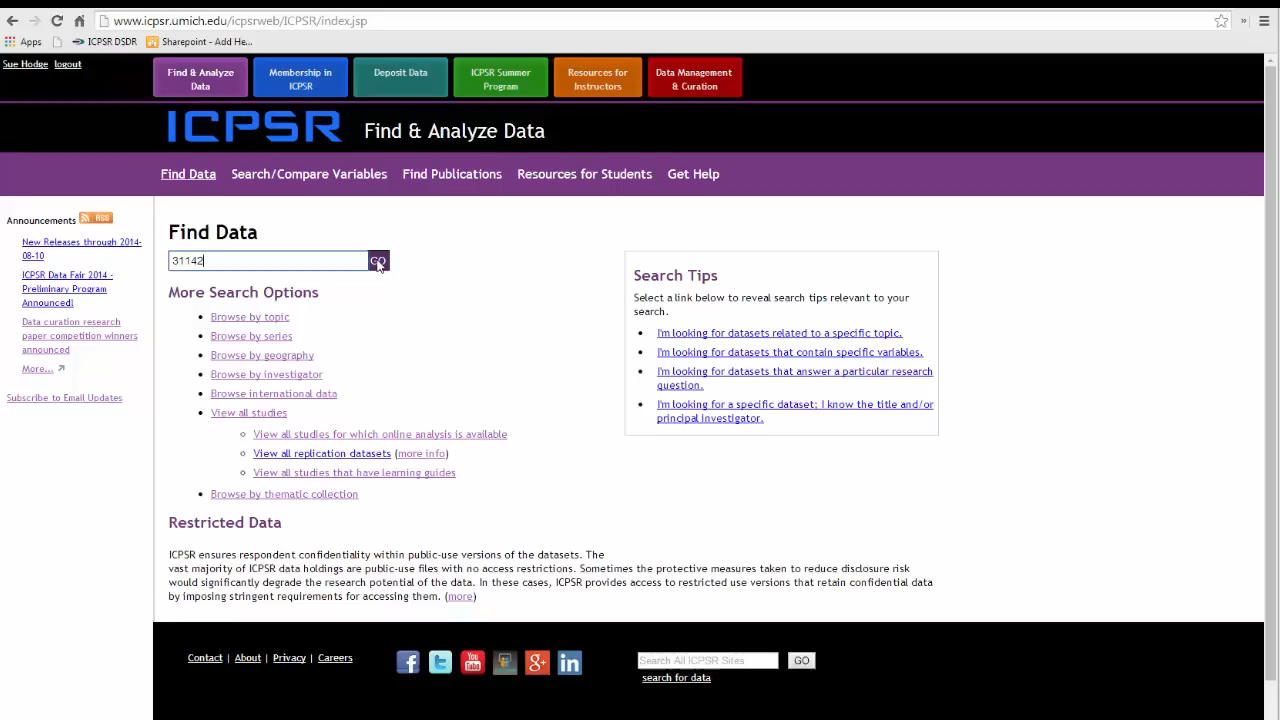 www.icpsr.umich.edu/icpsrweb/ICPSR/index.jsp
Apps ICPSR DSDR Sharepoint - Add He...
Sue Hodge logout
Find & Analyze Data
Membership in ICPSR
Deposit Data
ICPSR Summer Program
Resources for Instructors
Data Management & Curation
ICPSR Find & Analyze Data
Find Data Search/Compare Variables Find Publications Resources for Students Get Help
Announcements RSS
New Releases through 2014-
08-10
ICPSR Data Fair 2014 -
Preliminary Program
Announced!
Data curation research
paper competition winners
announced
More...
Subscribe to Email Updates
Find Data
31142 GO
More Search Options
Browse by topic
Browse by series
Browse by geography
Browse by investigator
Browse international data
View all studies
View all studies for which online analysis is available
View all replication datasets (more info)
View all studies that have learning guides
Browse by thematic collection
Search Tips
Select a link below to reveal search tips relevant to your
search.
I'm looking for datasets related to a specific topic.
I'm looking for datasets that contain specific variables.
I'm looking for datasets that answer a particular research
question.
I'm looking for a specific dataset; I know the title and/or
principal investigator.
Restricted Data
ICPSR ensures respondent confidentiality within public-use versions of the datasets. The
vast majority of ICPSR data holdings are public-use files with no access restrictions. Sometimes the protective measures taken to reduce disclosure risk
would significantly degrade the research potential of the data. In these cases, ICPSR provides access to restricted use versions that retain confidential data
by imposing stringent requirements for accessing them. (more)
Contact About Privacy Careers
f You Tube g+ in
Search All ICPSR Sites GO
search for data